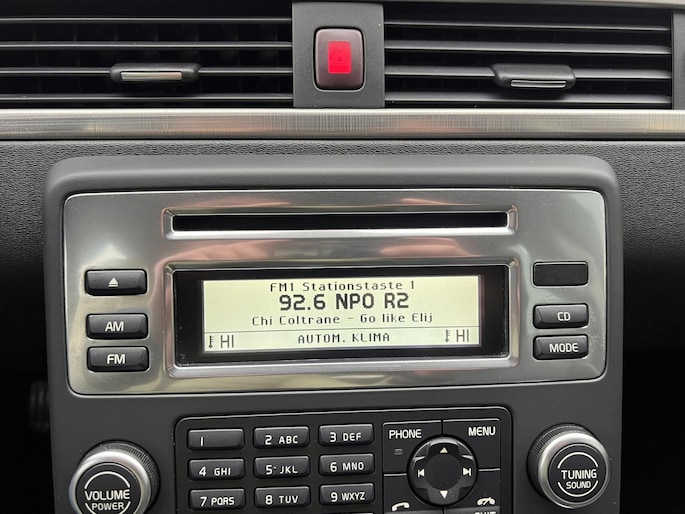 FM1 Stationstaste 1
92.6 NPO R2
Chi Coltrane - Go like Elij
HI AUTOM. KLIMA HI
AM
FM
CD
MODE
1
2 ABC
3 DEF
4 GHI
5 JKL
6 MNO
7 PQRS
8 TUV
9 WXYZ
PHONE
MENU
EXIT
VOLUME
POWER
TUNING
SOUND